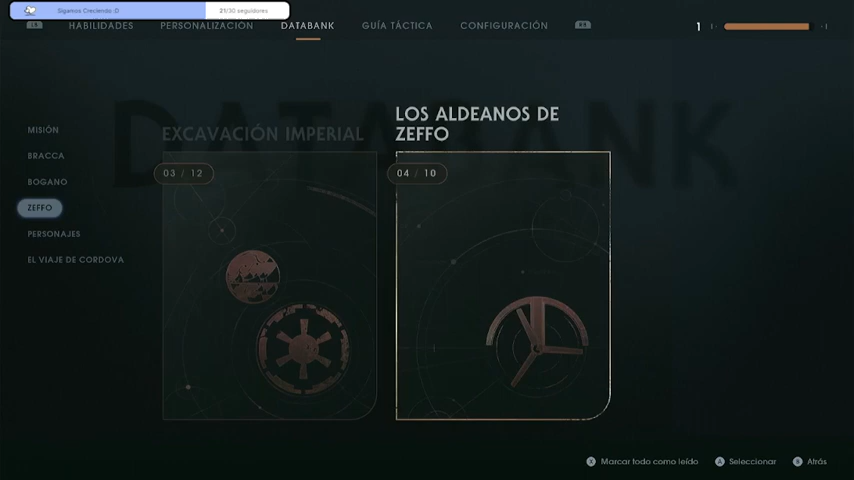 Sigamos Creciendo :D
21/30 seguidores
HABILIDADES
PERSONALIZACIÓN
DATABANK
GUÍA TÁCTICA
CONFIGURACIÓN
1
DATABANK
MISIÓN
BRACCA
BOGANO
ZEFFO
PERSONAJES
EL VIAJE DE CORDOVA
EXCAVACIÓN IMPERIAL
03 / 12
LOS ALDEANOS DE
ZEFFO
04 / 10
X Marcar todo como leído
A Seleccionar
B Atrás